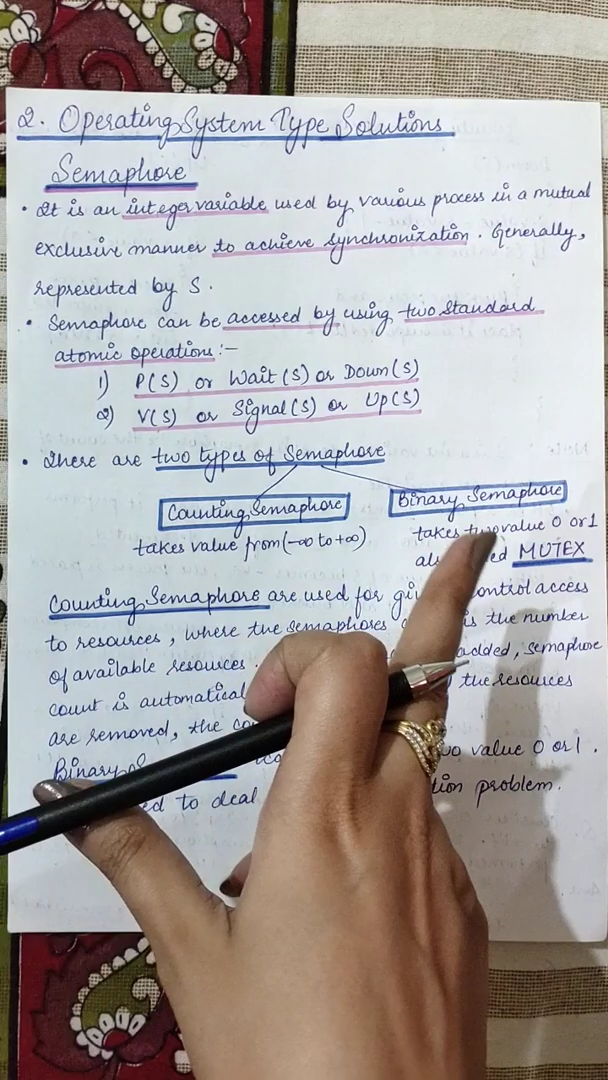 2. Operating System Type Solutions
Semaphore
• It is an integer variable used by various process in a mutual
exclusive manner to achieve synchronization. Generally,
represented by S.
• Semaphore can be accessed by using two standard
atomic operations:-
1) P(S) or Wait(S) or Down(S)
2) V(S) or Signal(S) or Up(S)
• There are two types of Semaphore
Counting Semaphore
Binary Semaphore
takes value from (-∞ to +∞)
takes two value 0 or 1
MUTEX
Counting Semaphore are used for control access
to resources, where the semaphores is the number
of available resources. added, semaphore
count is the resources
are removed, the
Binary value 0 or 1.
to deal problem.